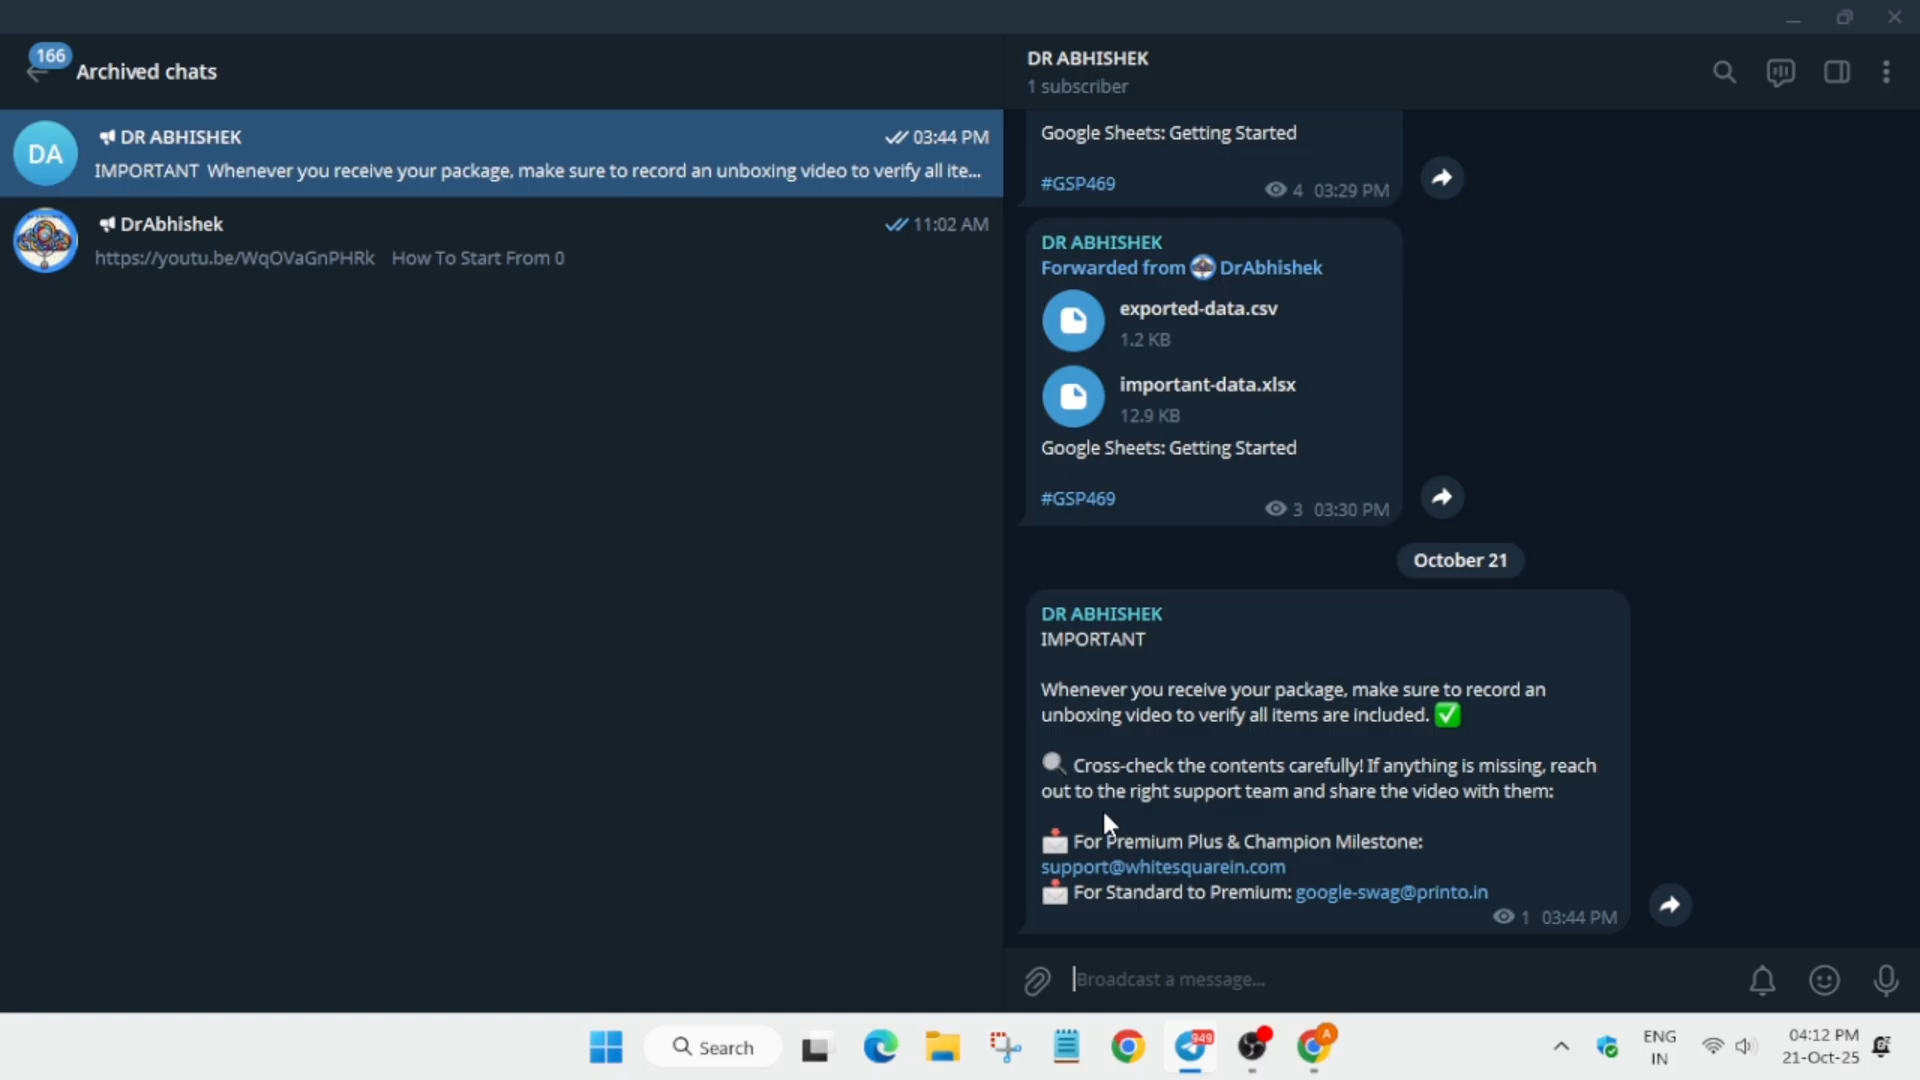 166
Archived chats
DA
DR ABHISHEK
03:44 PM
IMPORTANT Whenever you receive your package, make sure to record an unboxing video to verify all ite...
DrAbhishek
11:02 AM
https://youtu.be/WqOVaGnPHRk How To Start From 0
DR ABHISHEK
1 subscriber
Google Sheets: Getting Started
#GSP469
4 03:29 PM
DR ABHISHEK
Forwarded from DrAbhishek
exported-data.csv
1.2 KB
important-data.xlsx
12.9 KB
Google Sheets: Getting Started
#GSP469
3 03:30 PM
October 21
DR ABHISHEK
IMPORTANT
Whenever you receive your package, make sure to record an
unboxing video to verify all items are included. ✅
🔍 Cross-check the contents carefully! If anything is missing, reach
out to the right support team and share the video with them:
📩 For Premium Plus & Champion Milestone:
support@whitesquarein.com
📩 For Standard to Premium: google-swag@printo.in
1 03:44 PM
Broadcast a message...
Search
949
A
ENG
IN
04:12 PM
21-Oct-25